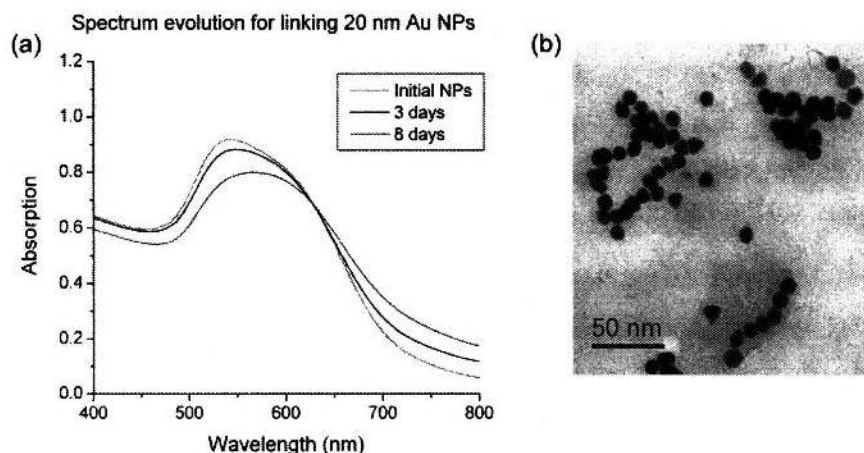 Spectrum evolution for linking 20 nm Au NPs
(a)
1.2
1.0
0.8
0.6
0.4
0.2
0.0
Absorption
Initial NPs
3 days
8 days
400
500
600
700
800
Wavelength (nm)
(b)
50 nm